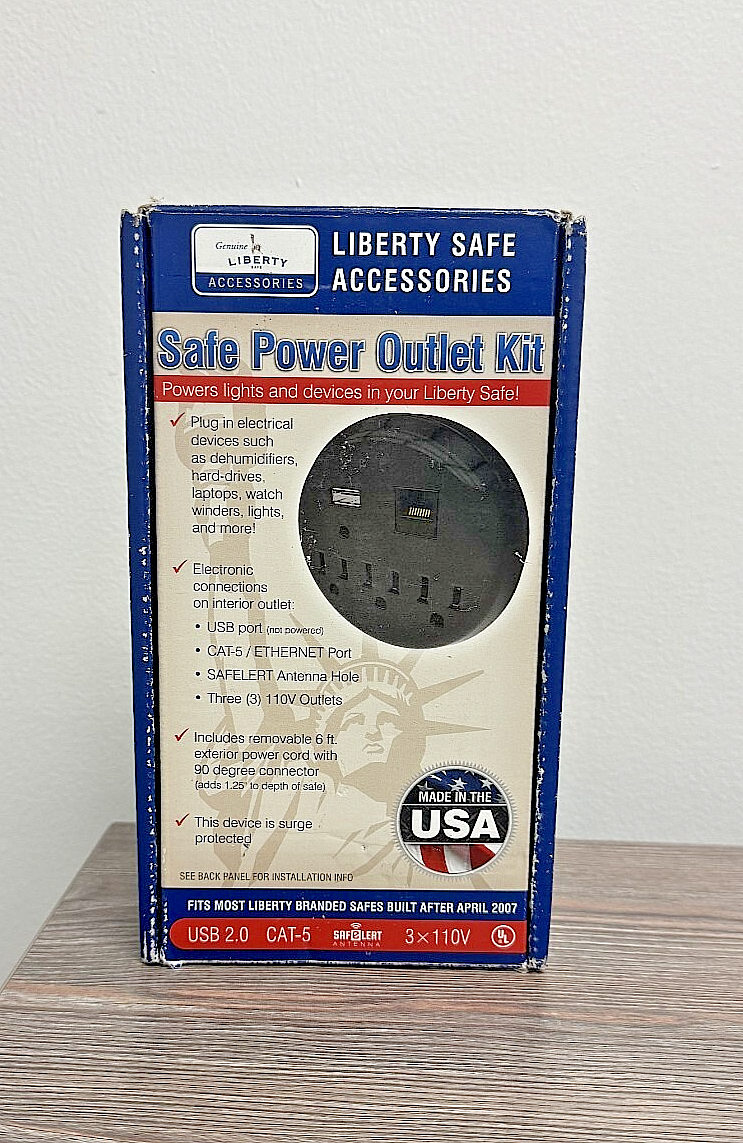 Genuine
LIBERTY
SAFE
ACCESSORIES
LIBERTY SAFE
ACCESSORIES
Safe Power Outlet Kit
Powers lights and devices in your Liberty Safe!
✓ Plug in electrical
devices such
as dehumidifiers,
hard-drives,
laptops, watch
winders, lights,
and more!
✓ Electronic
connections
on interior outlet:
• USB port (not powered)
• CAT-5 / ETHERNET Port
• SAFELERT Antenna Hole
• Three (3) 110V Outlets
✓ Includes removable 6 ft.
exterior power cord with
90 degree connector
(adds 1.25" to depth of safe)
✓ This device is surge
protected
MADE IN THE
USA
SEE BACK PANEL FOR INSTALLATION INFO
FITS MOST LIBERTY BRANDED SAFES BUILT AFTER APRIL 2007
USB 2.0 CAT-5 SAFELERT 3×110V UL
ANTENNA